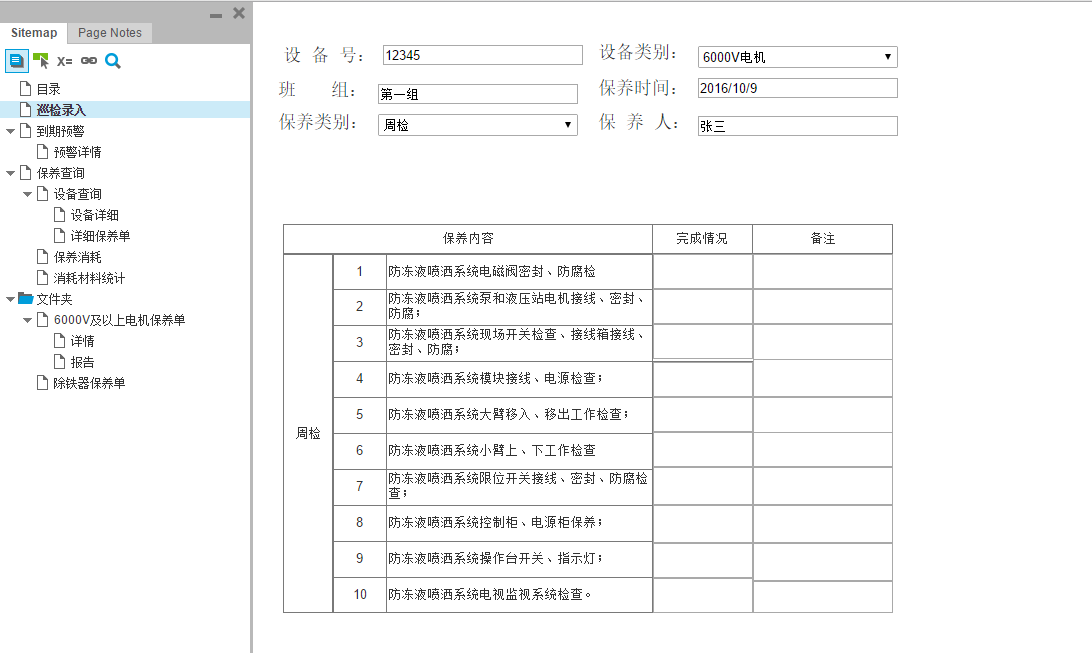 Sitemap
Page Notes
X=
目录
巡检录入
到期预警
预警详情
保养查询
设备查询
设备详细
详细保养单
保养消耗
消耗材料统计
文件夹
6000V及以上电机保养单
详情
报告
除铁器保养单
设 备 号： 12345 设备类别： 6000V电机
班 组： 第一组 保养时间： 2016/10/9
保养类别： 周检 保 养 人： 张三
保养内容 完成情况 备注
周检
1 防冻液喷洒系统电磁阀密封、防腐检
2 防冻液喷洒系统泵和液压站电机接线、密封、
防腐；
3 防冻液喷洒系统现场开关检查、接线箱接线、
密封、防腐；
4 防冻液喷洒系统模块接线、电源检查；
5 防冻液喷洒系统大臂移入、移出工作检查；
6 防冻液喷洒系统小臂上、下工作检查
7 防冻液喷洒系统限位开关接线、密封、防腐检
查；
8 防冻液喷洒系统控制柜、电源柜保养；
9 防冻液喷洒系统操作台开关、指示灯；
10 防冻液喷洒系统电视监视系统检查。